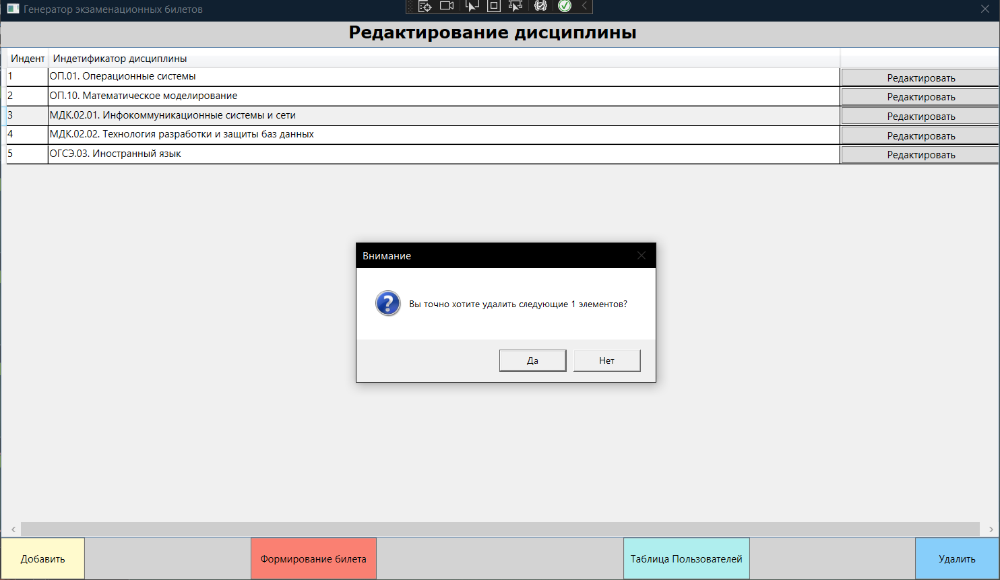 Генератор экзаменационных билетов
Редактирование дисциплины
Индент Индетификатор дисциплины
1 ОП.01. Операционные системы Редактировать
2 ОП.10. Математическое моделирование Редактировать
3 МДК.02.01. Инфокоммуникационные системы и сети Редактировать
4 МДК.02.02. Технология разработки и защиты баз данных Редактировать
5 ОГСЭ.03. Иностранный язык Редактировать
Внимание
Вы точно хотите удалить следующие 1 элементов?
Да Нет
Добавить Формирование билета Таблица Пользователей Удалить